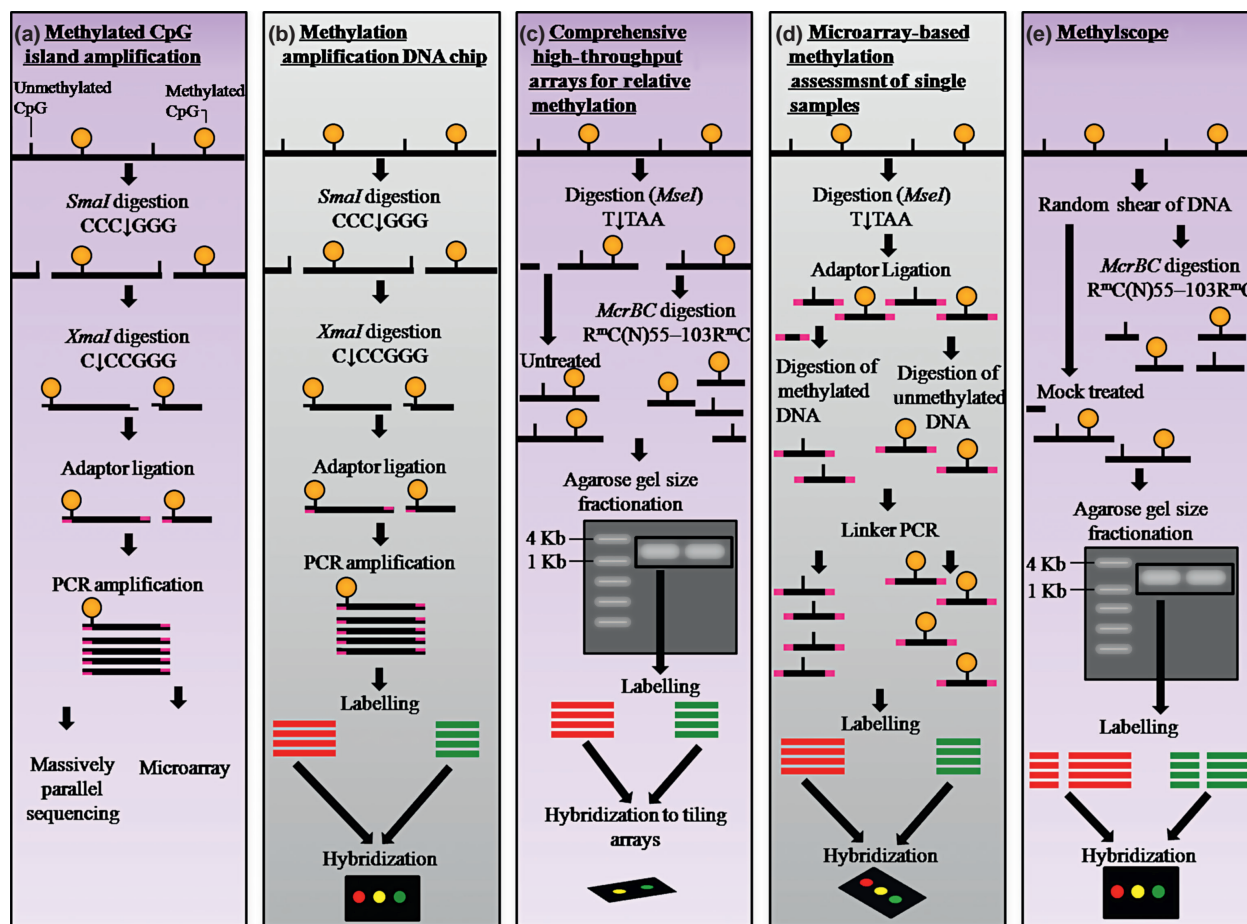 (a) Methylated CpG
island amplification
Unmethylated
CpG
Methylated
CpG
SmaI digestion
CCC↓GGG
XmaI digestion
C↓CCGGG
Adaptor ligation
PCR amplification
Massively
parallel
sequencing
Microarray
(b) Methylation
amplification DNA chip
SmaI digestion
CCC↓GGG
XmaI digestion
C↓CCGGG
Adaptor ligation
PCR amplification
Labelling
Hybridization
(c) Comprehensive
high-throughput
arrays for relative
methylation
Digestion (MseI)
T↓TAA
McrBC digestion
RᵐC(N)55–103RᵐC
Untreated
Agarose gel size
fractionation
4 Kb
1 Kb
Labelling
Hybridization to tiling
arrays
(d) Microarray-based
methylation
assessmsnt of single
samples
Digestion (MseI)
T↓TAA
Adaptor Ligation
Digestion of
methylated
DNA
Digestion of
unmethylated
DNA
Linker PCR
Labelling
Hybridization
(e) Methylscope
Random shear of DNA
McrBC digestion
RᵐC(N)55–103RᵐC
Mock treated
Agarose gel size
fractionation
4 Kb
1 Kb
Labelling
Hybridization